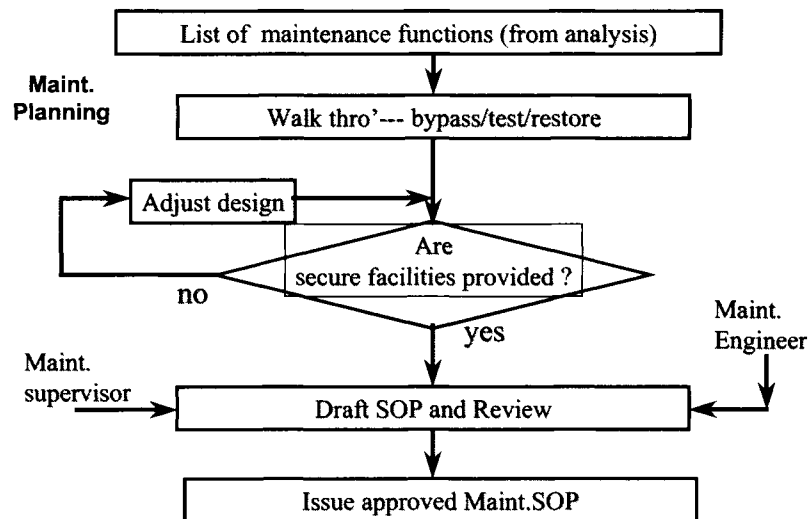 List of maintenance functions (from analysis)
Maint.
Planning
Walk thro'--- bypass/test/restore
Adjust design
Are
secure facilities provided ?
no
yes
Maint.
Engineer
Maint.
supervisor
Draft SOP and Review
Issue approved Maint.SOP